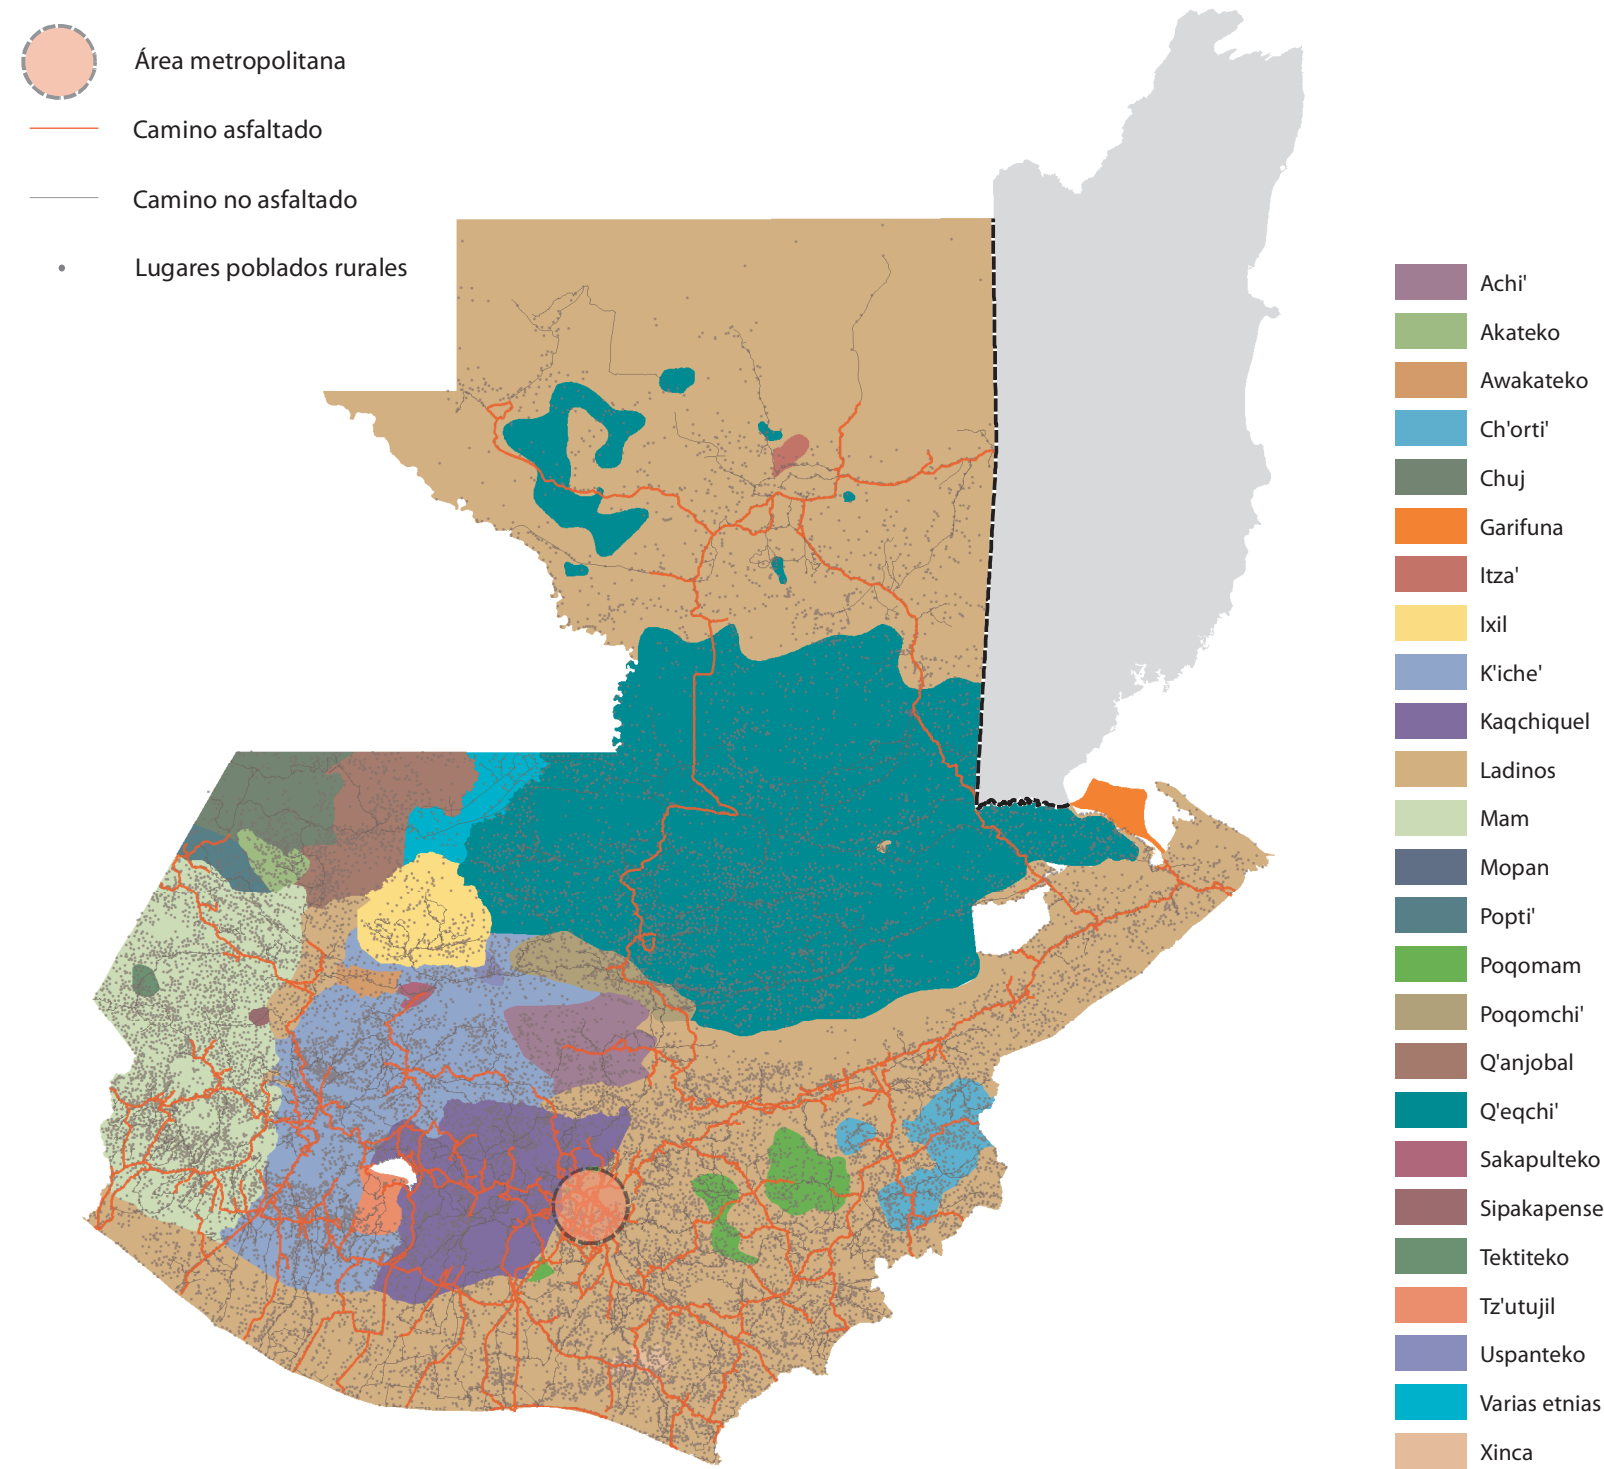 Área metropolitana
Camino asfaltado
Camino no asfaltado
Lugares poblados rurales
Achi'
Akateko
Awakateko
Ch'orti'
Chuj
Garifuna
Itza'
Ixil
K'iche'
Kaqchiquel
Ladinos
Mam
Mopan
Popti'
Poqomam
Poqomchi'
Q'anjobal
Q'eqchi'
Sakapulteko
Sipakapense
Tektiteko
Tz'utujil
Uspanteko
Varias etnias
Xinca